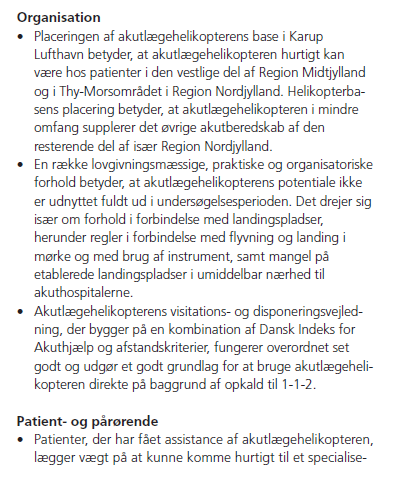 Organisation
• Placeringen af akutlægehelikopterens base i Karup
Lufthavn betyder, at akutlægehelikopteren hurtigt kan
være hos patienter i den vestlige del af Region Midtjylland
og i Thy-Morsområdet i Region Nordjylland. Helikopterba-
sens placering betyder, at akutlægehelikopteren i mindre
omfang supplerer det øvrige akutberedskab af den
resterende del af især Region Nordjylland.
• En række lovgivningsmæssige, praktiske og organisatoriske
forhold betyder, at akutlægehelikopterens potentiale ikke
er udnyttet fuldt ud i undersøgelsesperioden. Det drejer sig
især om forhold i forbindelse med landingspladser,
herunder regler i forbindelse med flyvning og landing i
mørke og med brug af instrument, samt mangel på
etablerede landingspladser i umiddelbar nærhed til
akuthospitalerne.
• Akutlægehelikopterens visitations- og disponeringsvejled-
ning, der bygger på en kombination af Dansk Indeks for
Akuthjælp og afstandskriterier, fungerer overordnet set
godt og udgør et godt grundlag for at bruge akutlægeheli-
kopteren direkte på baggrund af opkald til 1-1-2.
Patient- og pårørende
• Patienter, der har fået assistance af akutlægehelikopteren,
lægger vægt på at kunne komme hurtigt til et specialise-